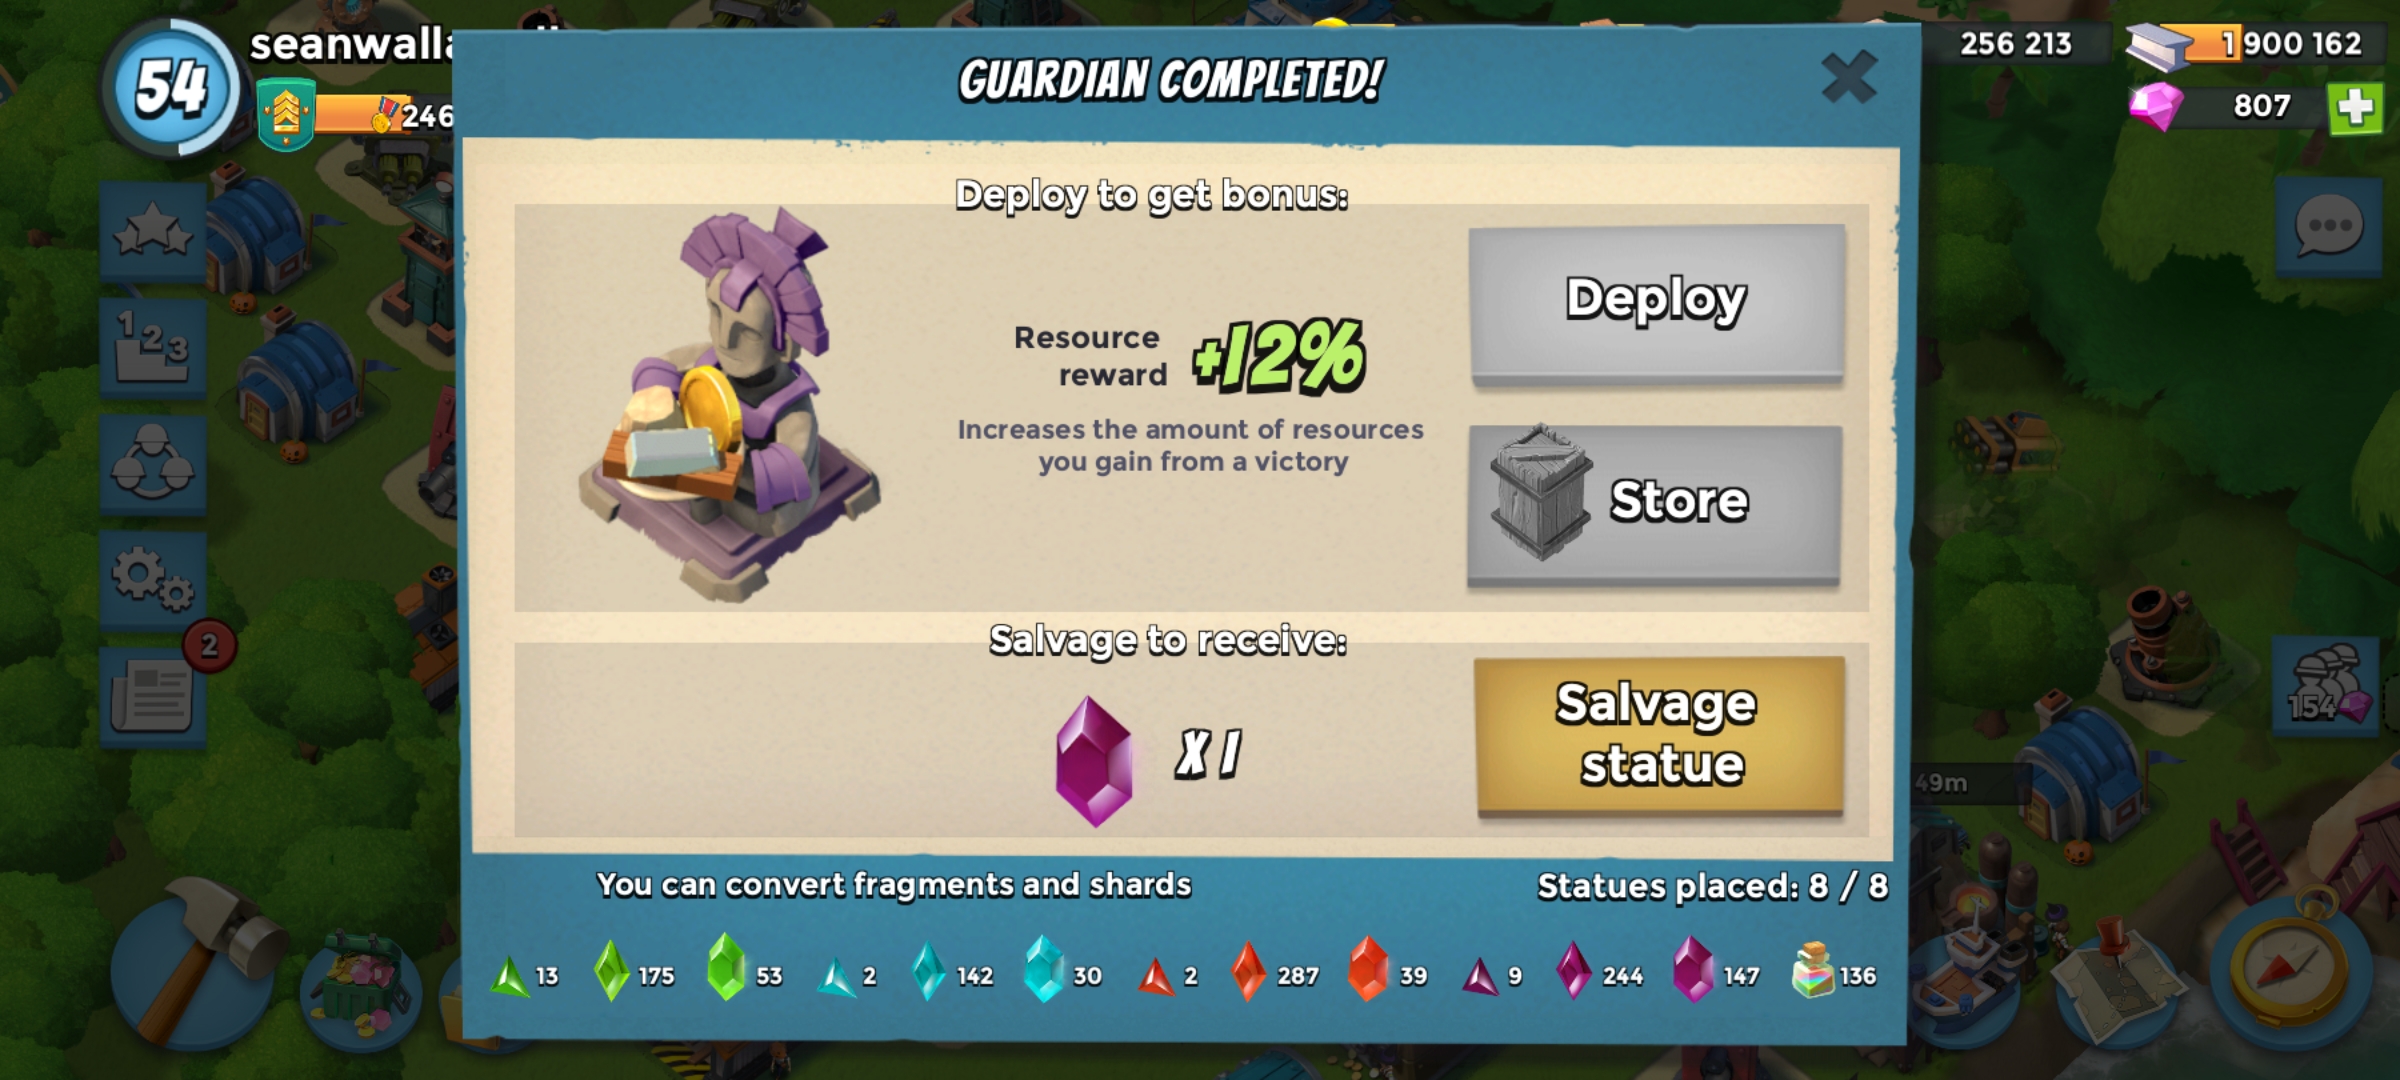 54
246
GUARDIAN COMPLETED!
256 213
1 900 162
807
Deploy to get bonus:
Deploy
Resource
reward
+12%
Increases the amount of resources
you gain from a victory
Store
1 2 3
2
Salvage to receive:
X 1
Salvage
statue
154
49m
You can convert fragments and shards
Statues placed: 8 / 8
13 175 53 2 142 30 2 287 39 9 244 147 136